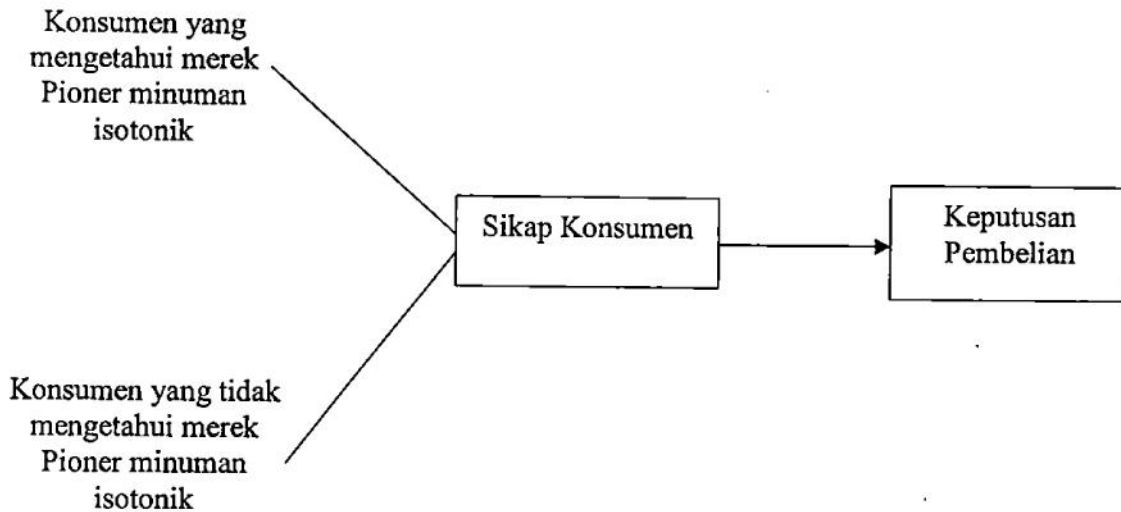 Konsumen yang
mengetahui merek
Pioner minuman
isotonik
Sikap Konsumen
Keputusan
Pembelian
Konsumen yang tidak
mengetahui merek
Pioner minuman
isotonik